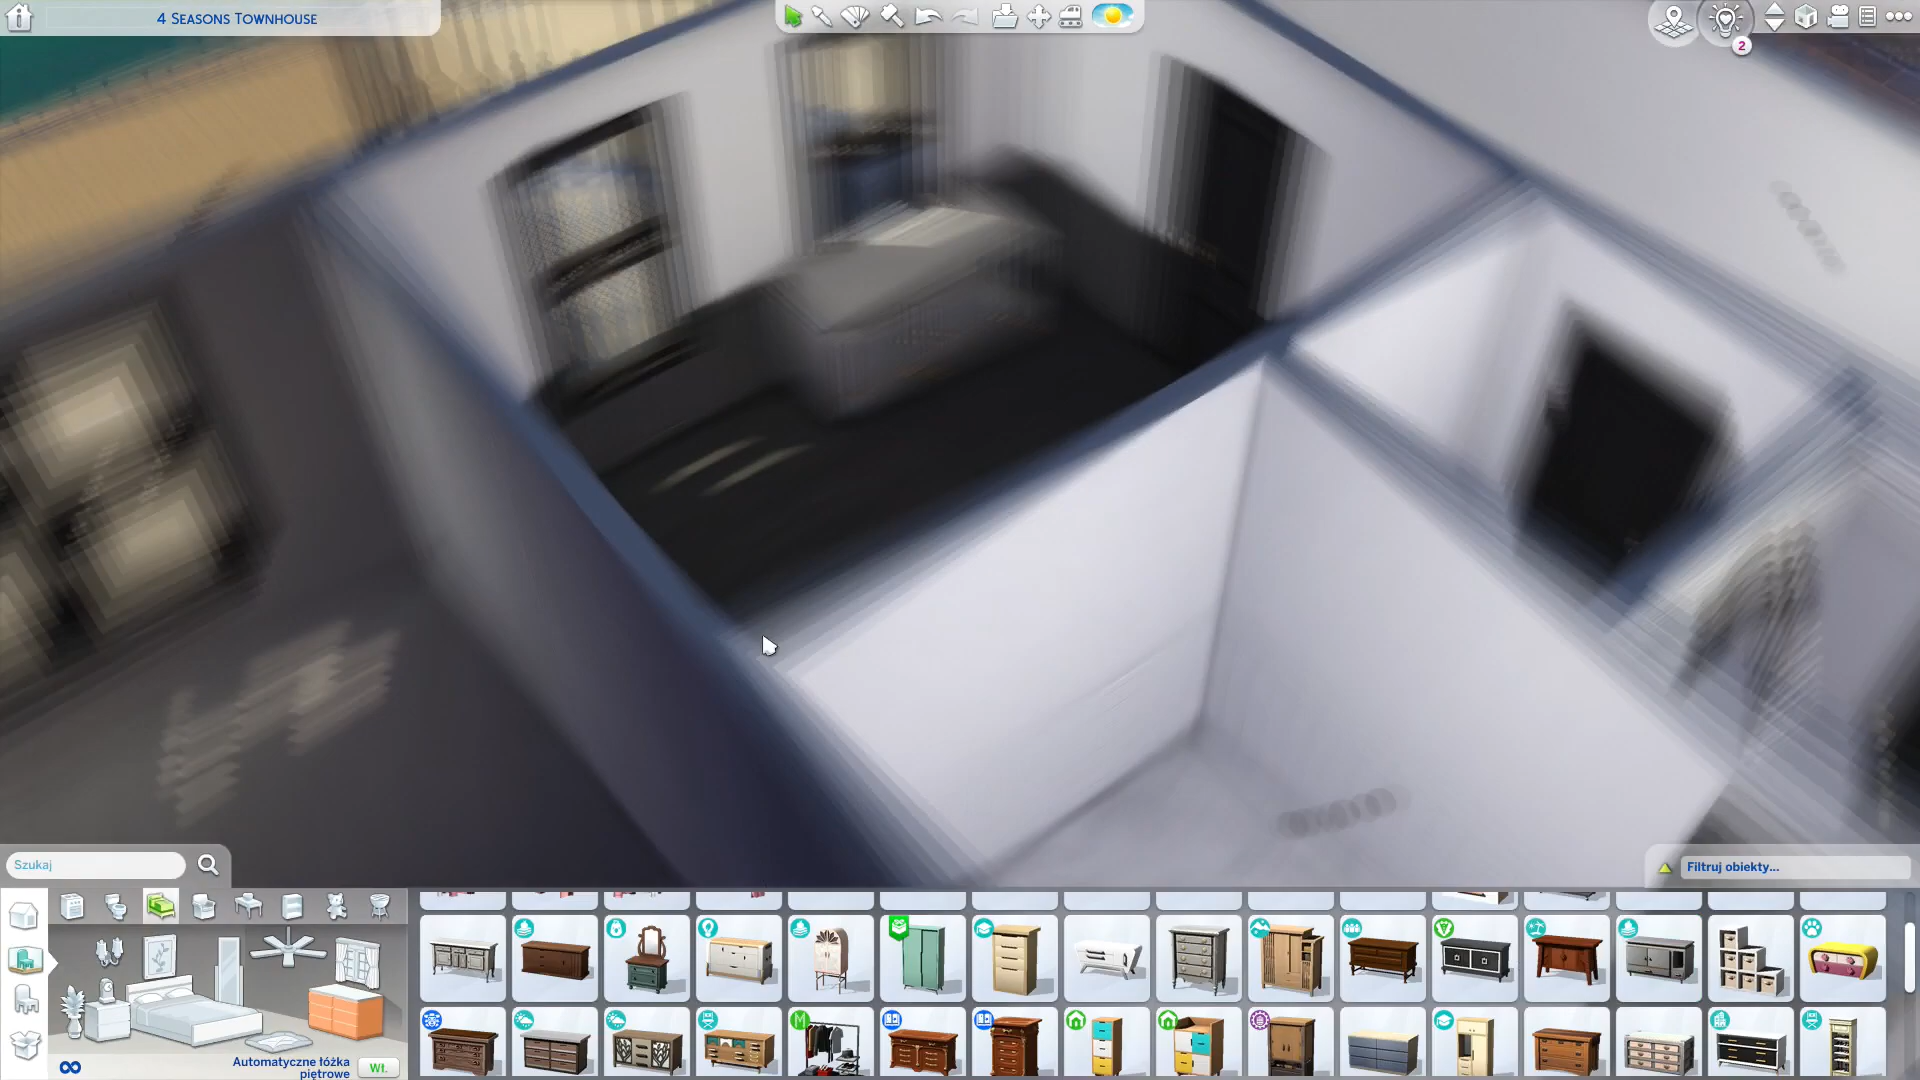 4 Seasons Townhouse
2
Szukaj
Filtruj obiekty...
Automatyczne łóżka
piętrowe
Wł.